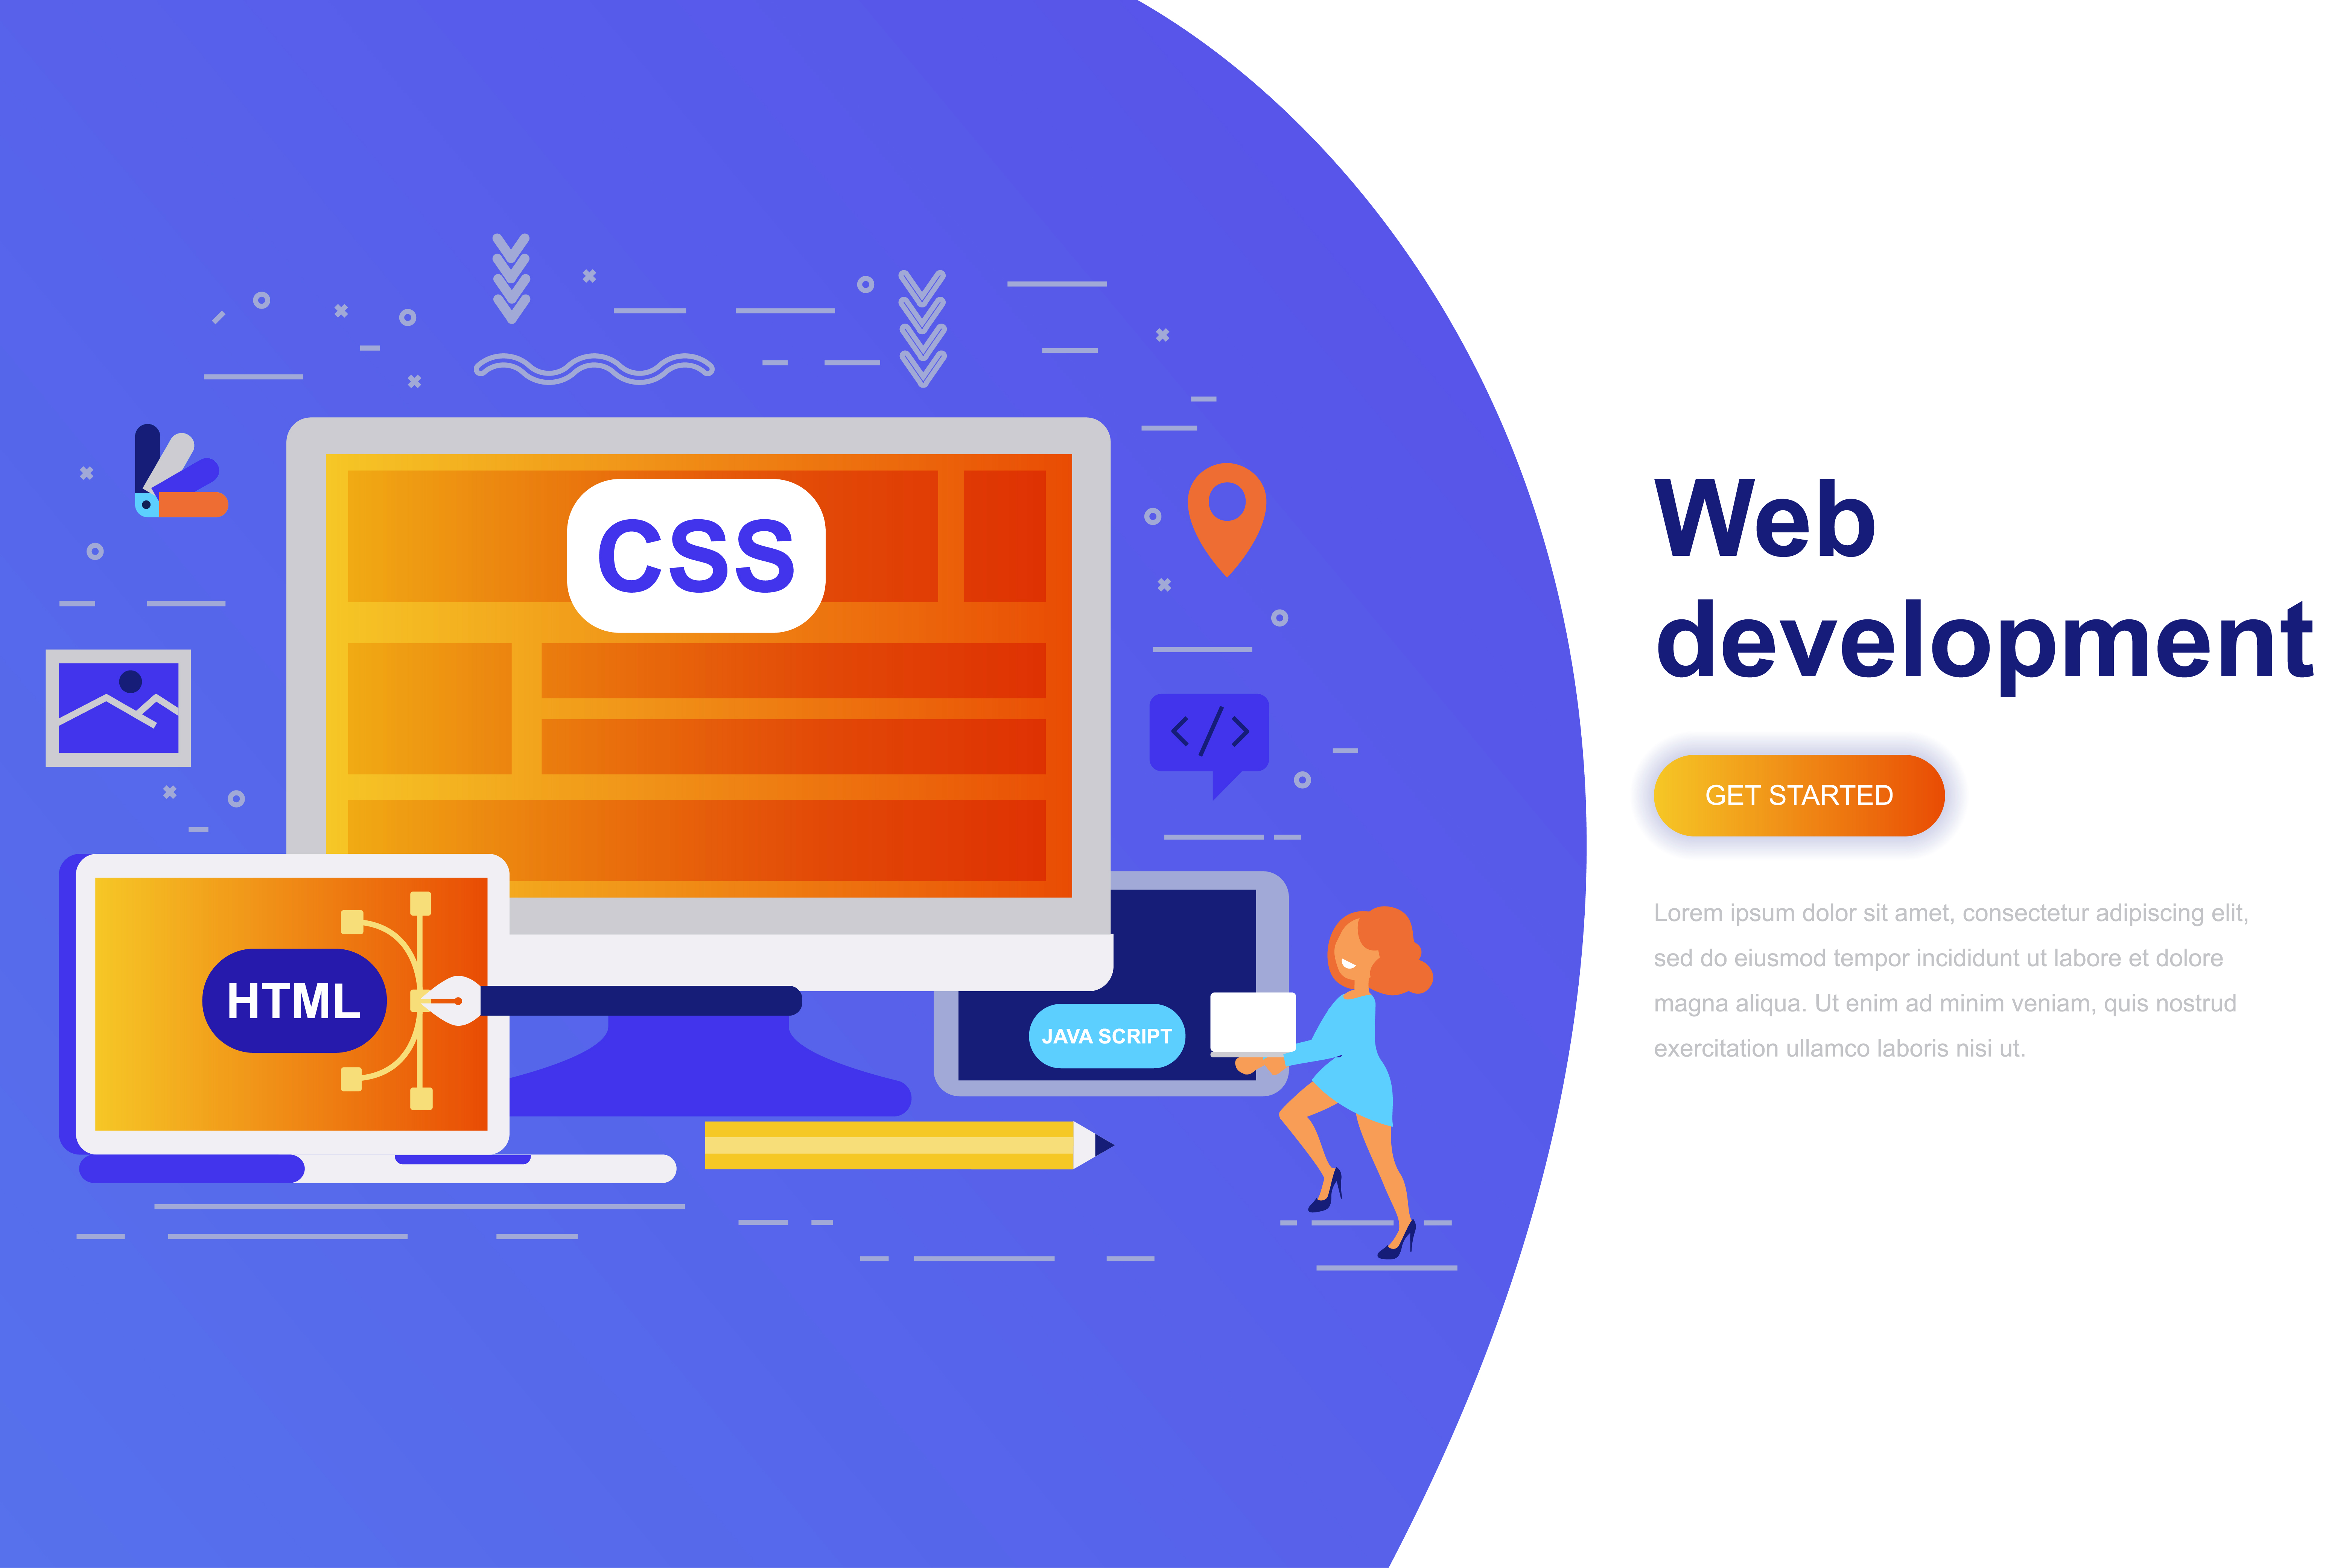 CSS
HTML
JAVA SCRIPT
</>
Web
development
GET STARTED
Lorem ipsum dolor sit amet, consectetur adipiscing elit,
sed do eiusmod tempor incididunt ut labore et dolore
magna aliqua. Ut enim ad minim veniam, quis nostrud
exercitation ullamco laboris nisi ut.